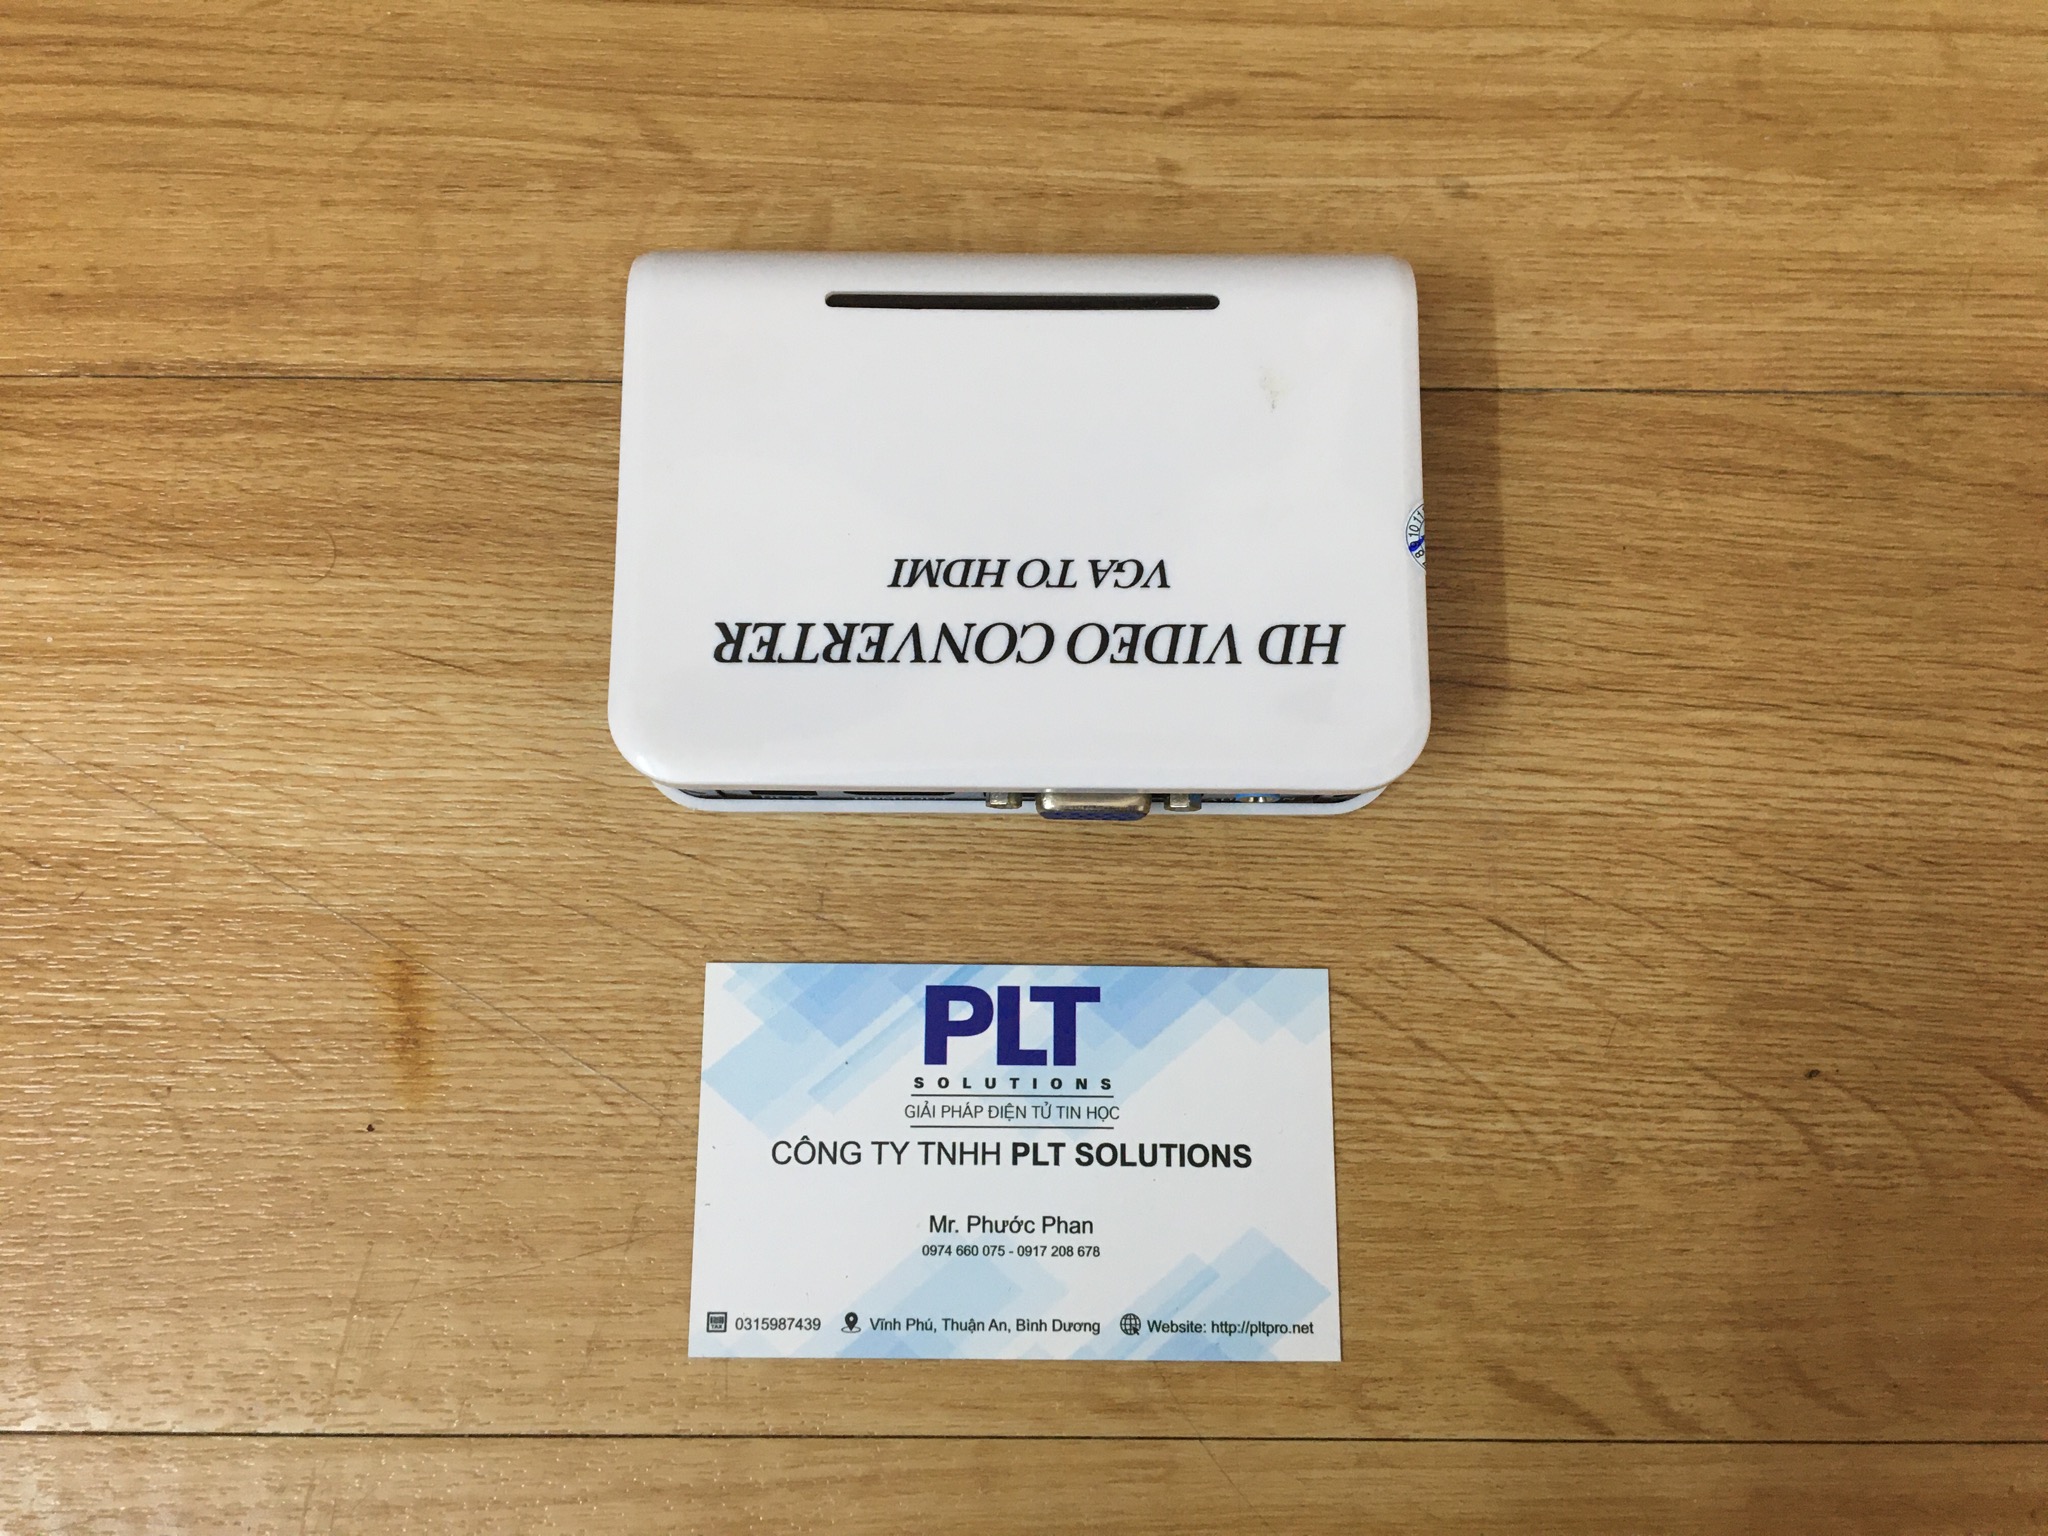 HD VIDEO CONVERTER
VGA TO HDMI
PLT
SOLUTIONS
GIẢI PHÁP ĐIỆN TỬ TIN HỌC
CÔNG TY TNHH PLT SOLUTIONS
Mr. Phước Phan
0974 660 075 - 0917 208 678
TAX 0315987439 Vĩnh Phú, Thuận An, Bình Dương Website: http://pltpro.net